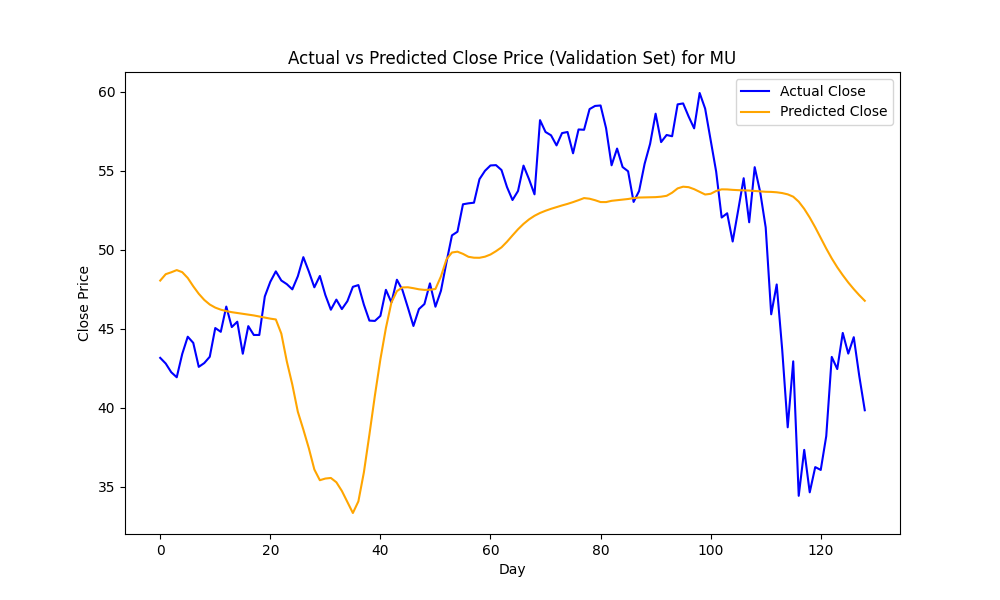 Actual vs Predicted Close Price (Validation Set) for MU
Actual Close
Predicted Close
Close Price
60
55
50
45
40
35
0 20 40 60 80 100 120
Day